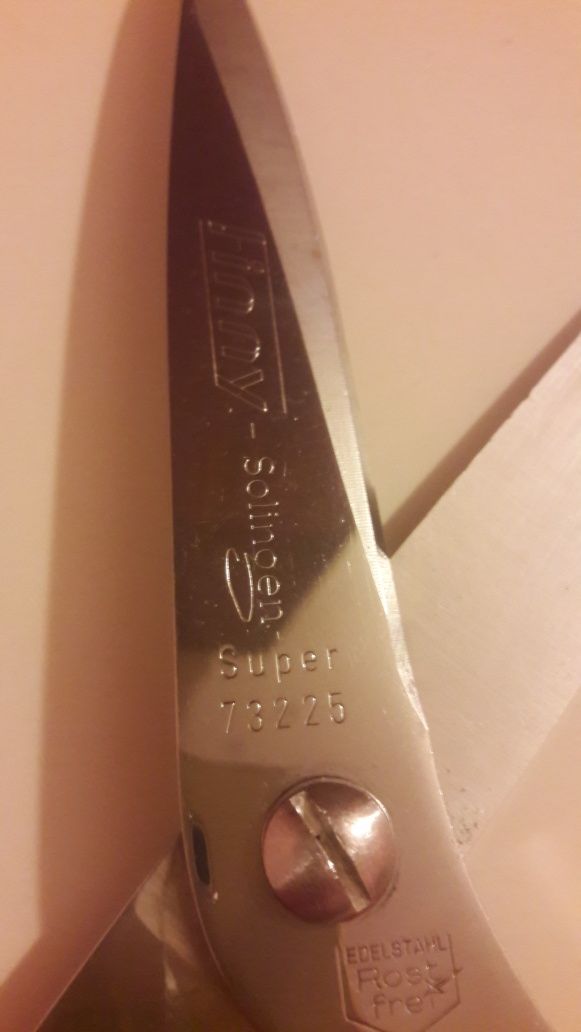 Finny - Solingen -
Super
73225
EDELSTAHL
Rost
frei